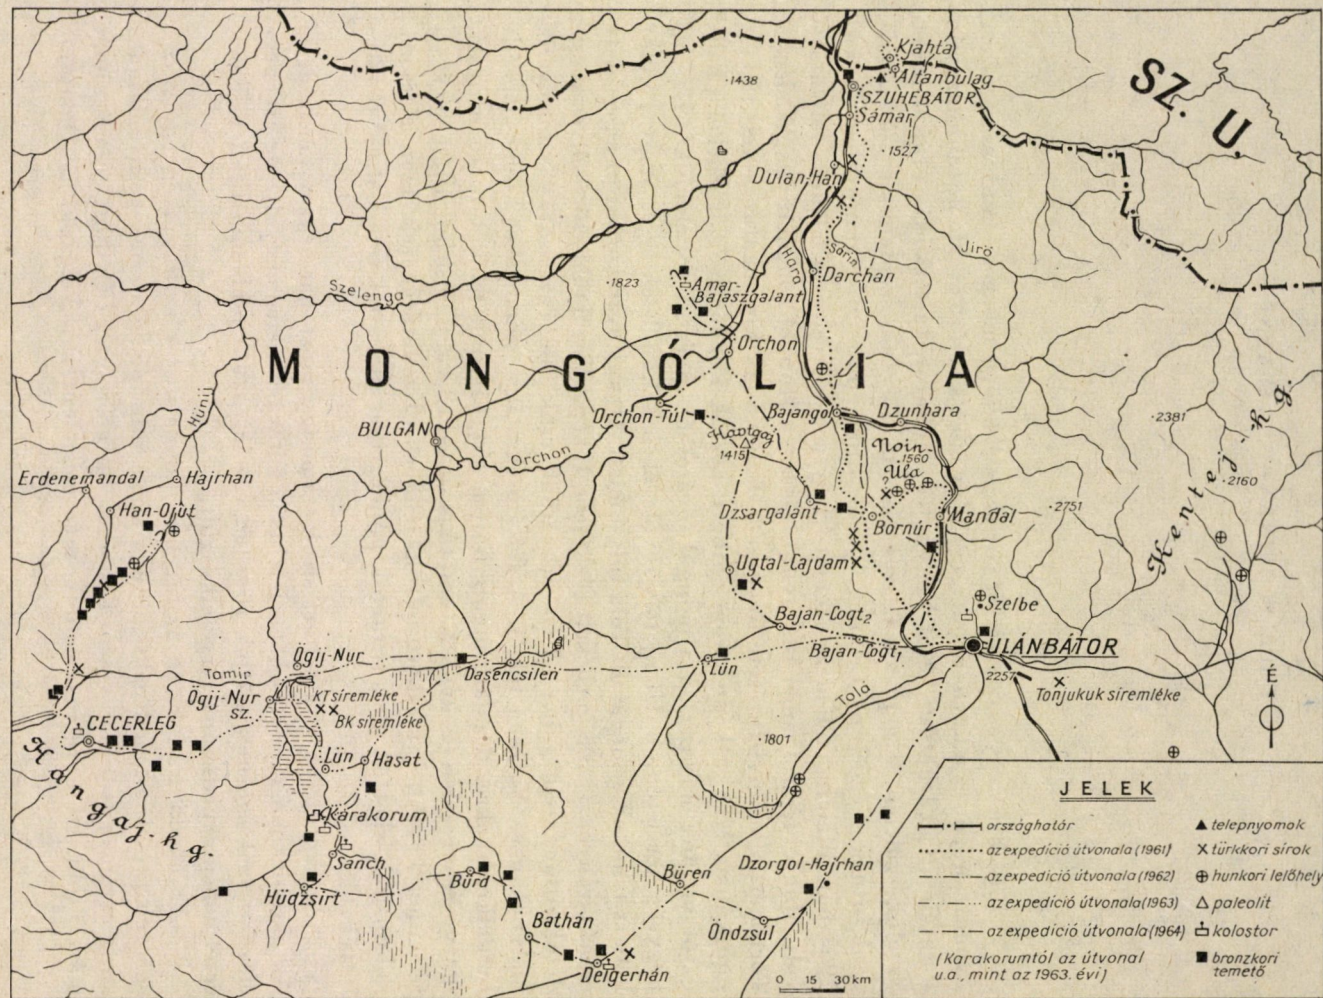 Kjahta
Altanbulag
SZUHEBÁTOR
Sámar
SZ. U.
1438
1527
Dulan-Han
Sárin
Hara
Jirö
Darchan
Szelenga
1823
Amar-
Bajaszgalant
Orchon
MONGÓLIA
Hünij
BULGAN
Orchon-Túl
Bajangol
Dzunhara
Hantgaj
1415
Noin-
1560
Ula
?
2381
2160
Kentej-hg.
Orchon
Erdenemandal
Hajrhan
Han-Ojut
Dzsargalant
Bornúr
Mandal
2751
Ugtal-Cajdam
Szelbe
Bajan-Cogt₂
Bajan-Cogt₁
ULÁNBÁTOR
2257
Tonjukuk síremléke
É
Tamir
Ögij-Nur
Dasencsilen
Lün
Tola
Ögij-Nur
sz.
KT síremléke
BK síremléke
CECERLEG
Hangaj-hg.
1801
Lün
Hasat
Karakorum
Sanch
Hudzsirt
Bürd
Büren
Dzorgol-Hajrhan
Bathán
Öndzsul
Delgerhán
0 15 30 km
JELEK
országhatár
az expedíció útvonala (1961)
az expedíció útvonala (1962)
az expedíció útvonala (1963)
az expedíció útvonala (1964)
(Karakorumtól az útvonal
u.a., mint az 1963. évi)
telepnyomok
türkkori sírok
hunkori lelőhely
paleolit
kolostor
bronzkori
temető